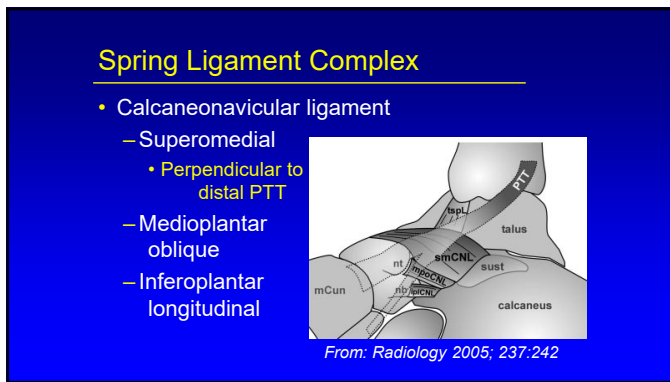 Spring Ligament Complex
• Calcaneonavicular ligament
–Superomedial
• Perpendicular to
distal PTT
–Medioplantar
oblique
–Inferoplantar
longitudinal
PTT
tspL
talus
smCNL
nt
sust
mpoCNL
mCun
nb
iplCNL
calcaneus
From: Radiology 2005; 237:242